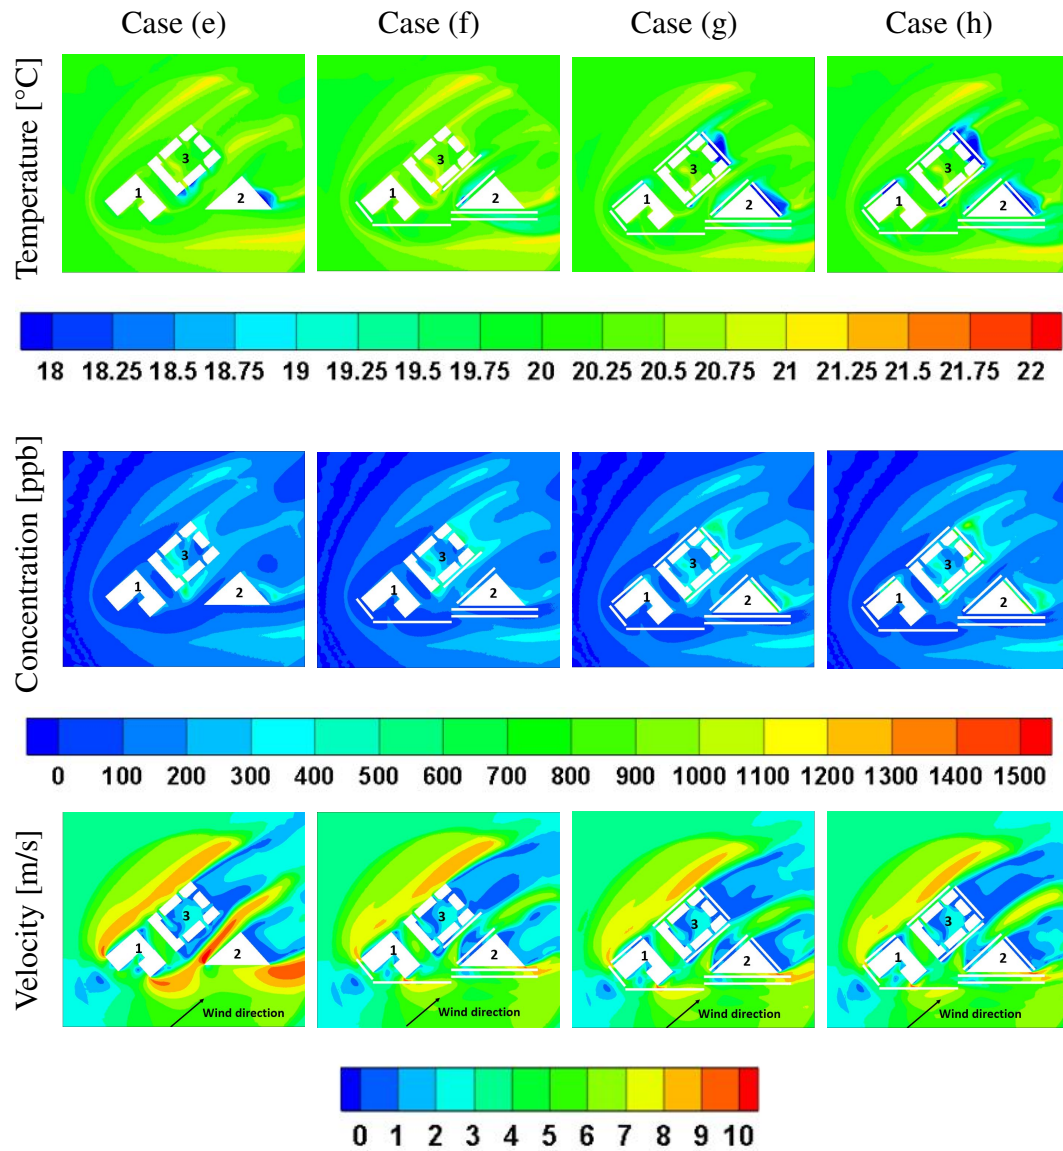 Case (e) Case (f) Case (g) Case (h)
Temperature [°C]
1 3 2
1 3 2
1 3 2
1 3 2
18 18.25 18.5 18.75 19 19.25 19.5 19.75 20 20.25 20.5 20.75 21 21.25 21.5 21.75 22
Concentration [ppb]
1 3 2
1 3 2
1 3 2
1 3 2
0 100 200 300 400 500 600 700 800 900 1000 1100 1200 1300 1400 1500
Velocity [m/s]
1 3 2
Wind direction
1 3 2
Wind direction
1 3 2
Wind direction
1 3 2
Wind direction
0 1 2 3 4 5 6 7 8 9 10